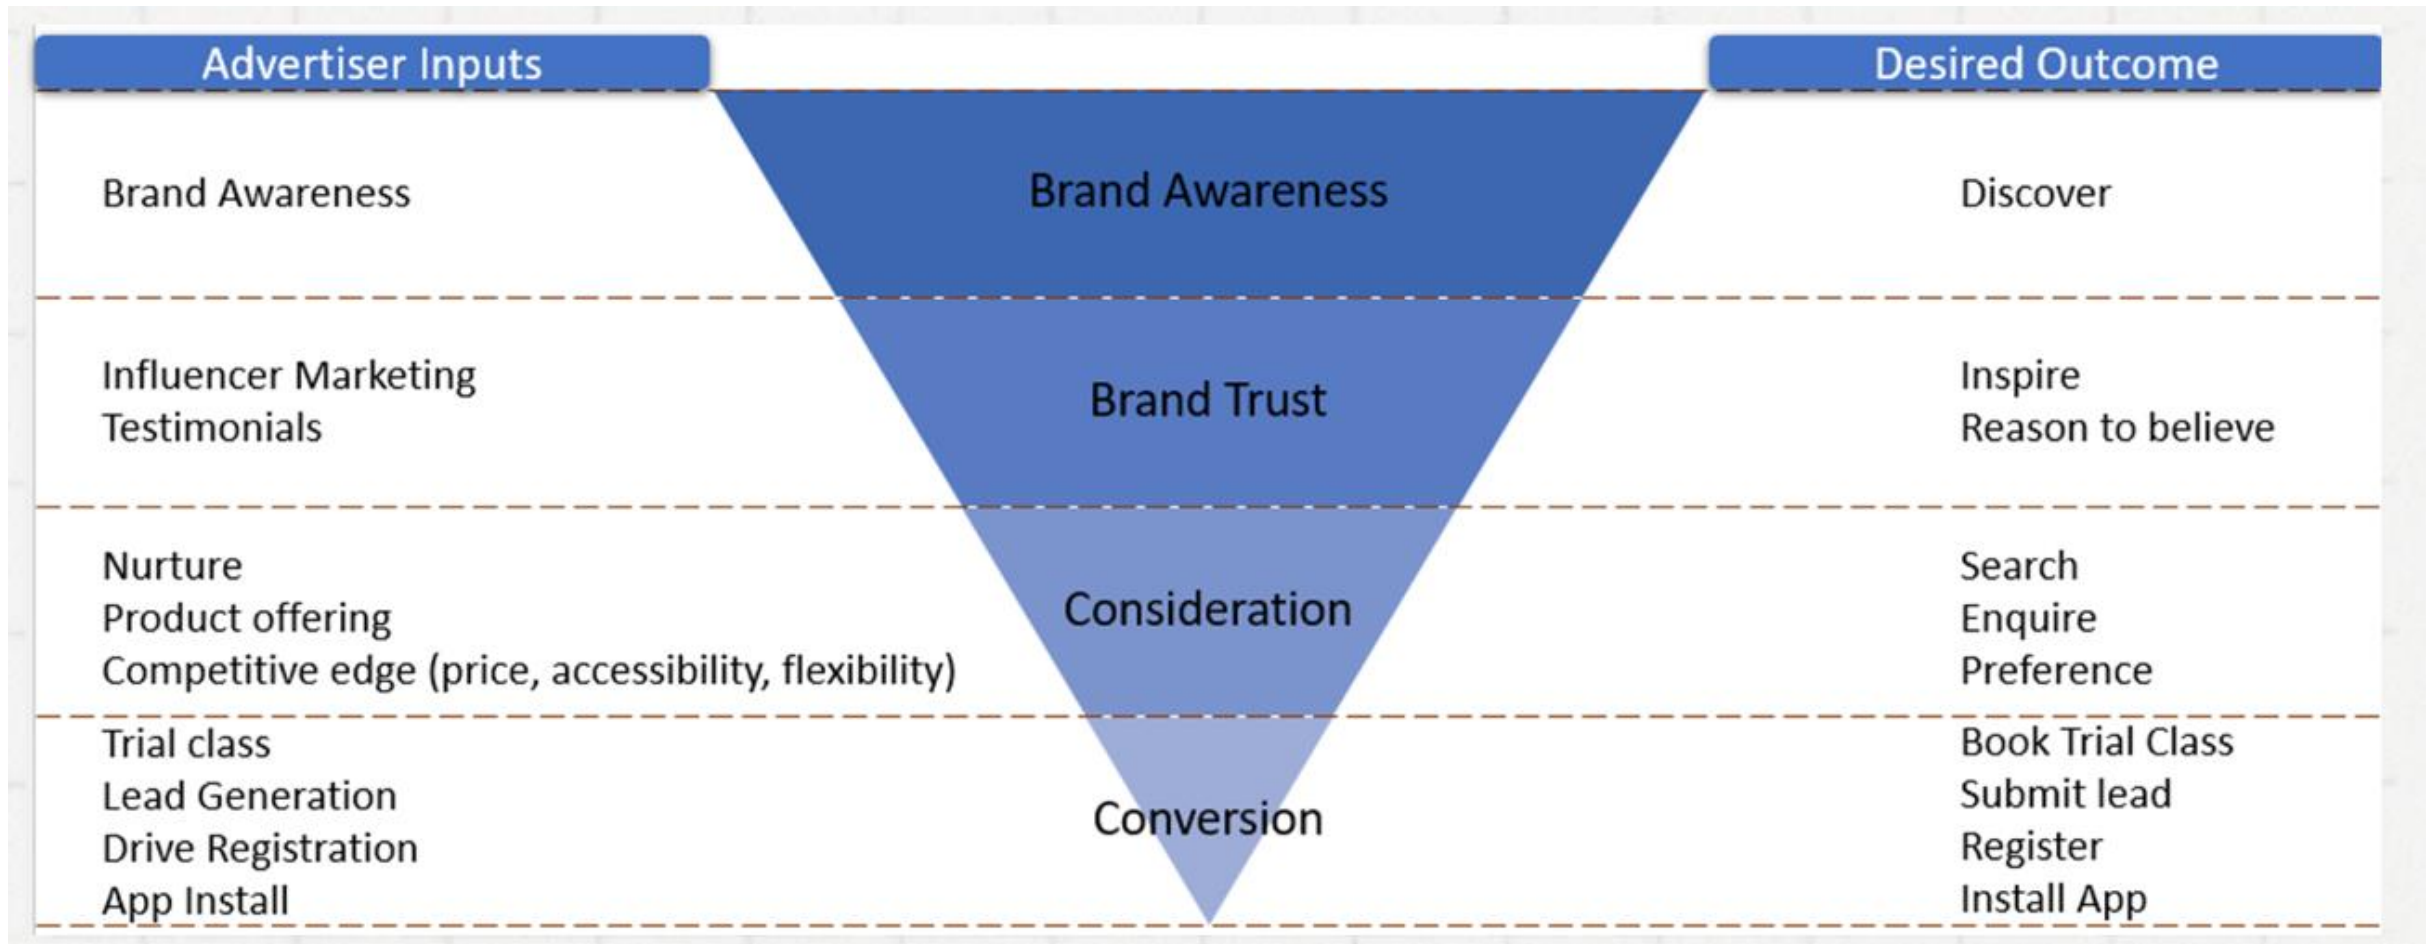 Advertiser Inputs
Desired Outcome
Brand Awareness
Brand Awareness
Discover
Influencer Marketing
Testimonials
Brand Trust
Inspire
Reason to believe
Nurture
Product offering
Competitive edge (price, accessibility, flexibility)
Consideration
Search
Enquire
Preference
Trial class
Lead Generation
Drive Registration
App Install
Conversion
Book Trial Class
Submit lead
Register
Install App